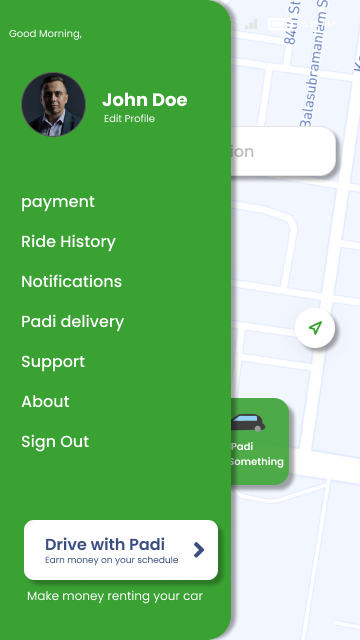 Good Morning,
John Doe
Edit Profile
payment
Ride History
Notifications
Padi delivery
Support
About
Sign Out
Drive with Padi
Earn money on your schedule
Make money renting your car
84th St
Balasubramaniem S
ion
Padi
Something